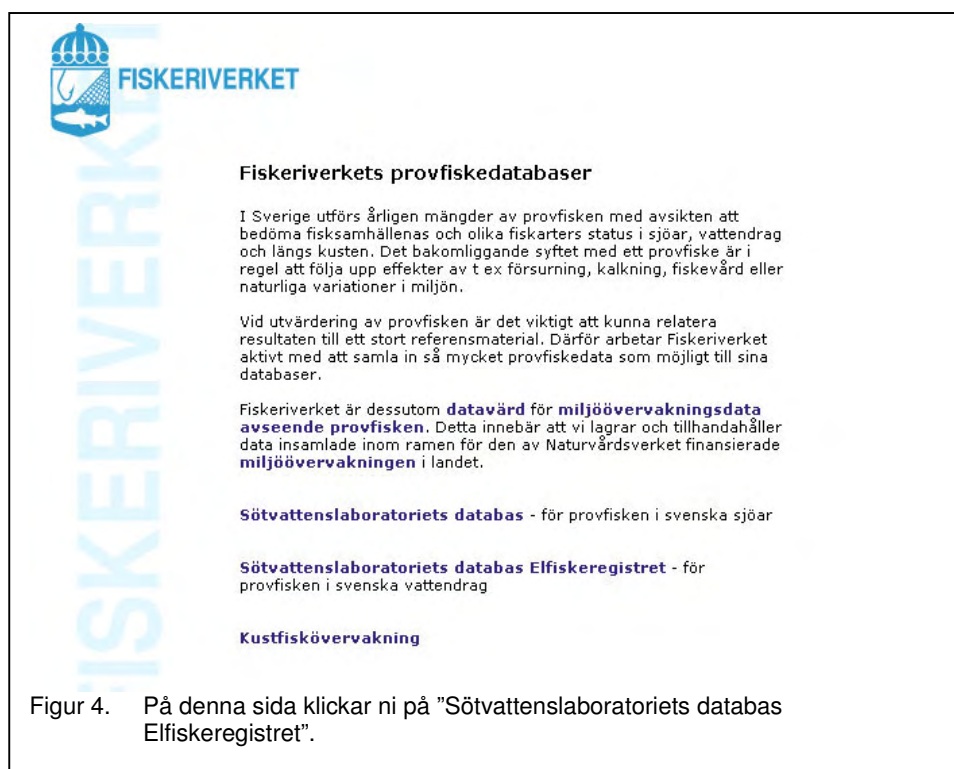 FISKERIVERKET
FISKERIVERKET
Fiskeriverkets provfiskedatabaser
I Sverige utförs årligen mängder av provfisken med avsikten att
bedöma fisksamhällenas och olika fiskarters status i sjöar, vattendrag
och längs kusten. Det bakomliggande syftet med ett provfiske är i
regel att följa upp effekter av t ex försurning, kalkning, fiskevård eller
naturliga variationer i miljön.
Vid utvärdering av provfisken är det viktigt att kunna relatera
resultaten till ett stort referensmaterial. Därför arbetar Fiskeriverket
aktivt med att samla in så mycket provfiskedata som möjligt till sina
databaser.
Fiskeriverket är dessutom datavärd för miljöövervakningsdata
avseende provfisken. Detta innebär att vi lagrar och tillhandahåller
data insamlade inom ramen för den av Naturvårdsverket finansierade
miljöövervakningen i landet.
Sötvattenslaboratoriets databas - för provfisken i svenska sjöar
Sötvattenslaboratoriets databas Elfiskeregistret - för
provfisken i svenska vattendrag
Kustfiskövervakning
Figur 4. På denna sida klickar ni på ”Sötvattenslaboratoriets databas
Elfiskeregistret”.